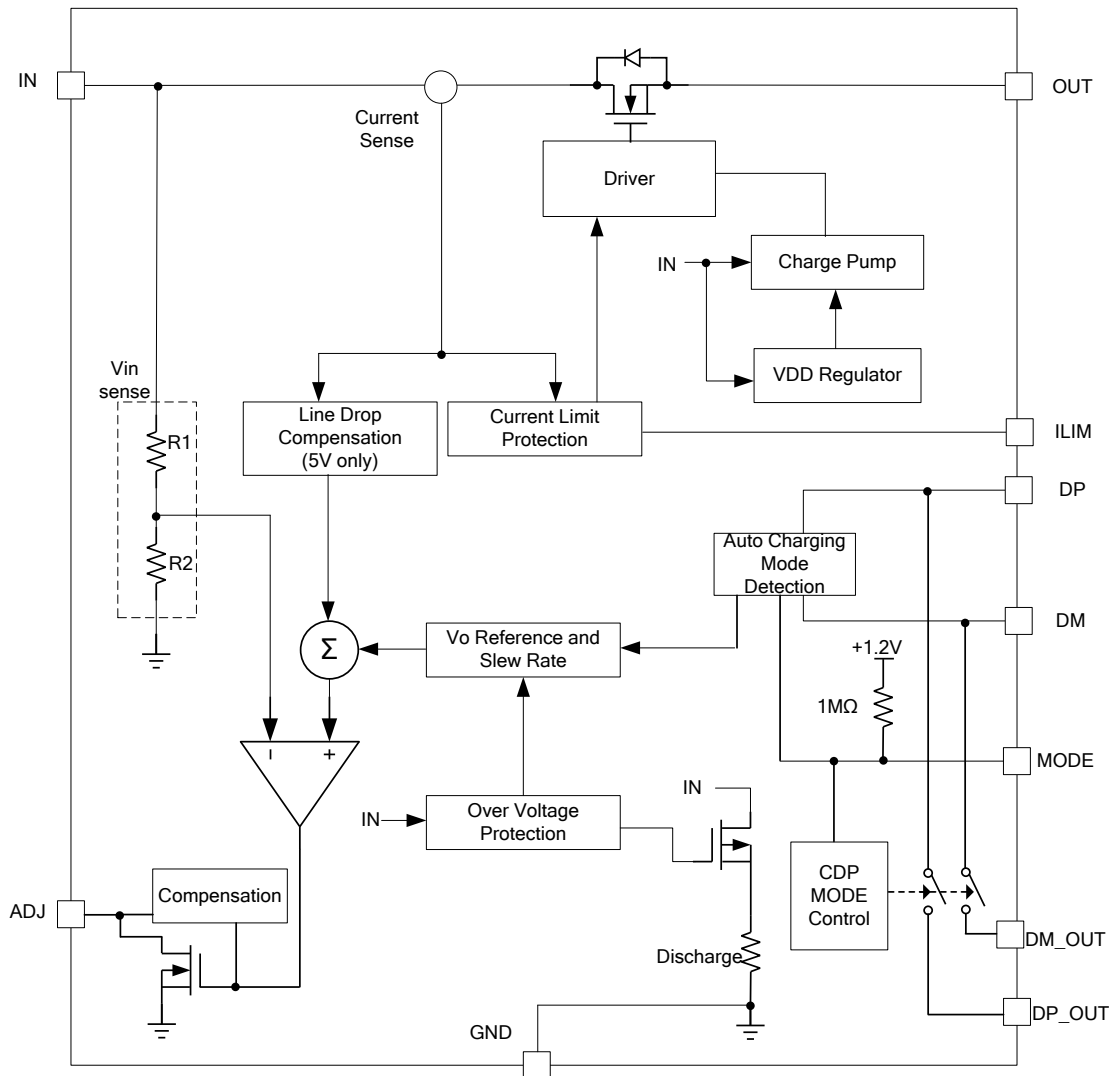 IN
OUT
Current
Sense
Driver
IN
Charge Pump
VDD Regulator
Vin
sense
R1
R2
Line Drop
Compensation
(5V only)
Current Limit
Protection
ILIM
DP
Auto Charging
Mode
Detection
DM
Σ
Vo Reference and
Slew Rate
+1.2V
1MΩ
MODE
−
+
IN
Over Voltage
Protection
IN
CDP
MODE
Control
Compensation
ADJ
Discharge
DM_OUT
DP_OUT
GND